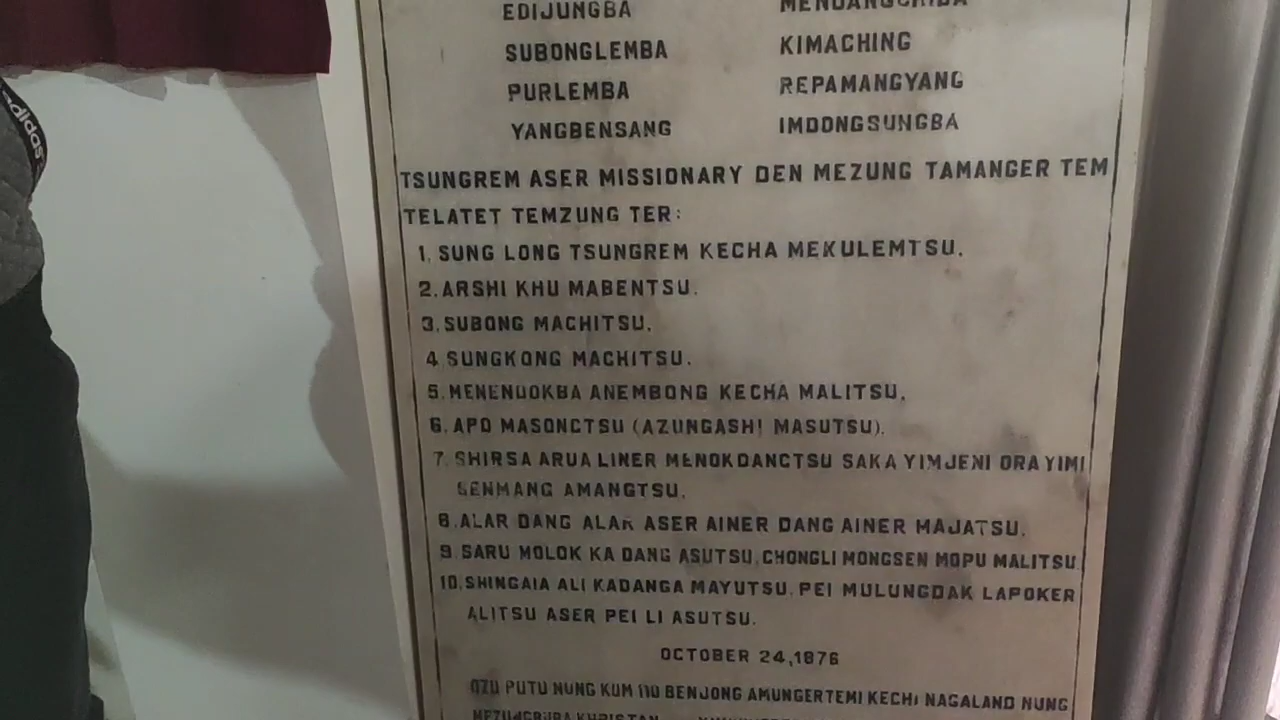 adidas
EDIJUNGBA MENDANGCHIBA
SUBONGLEMBA KIMACHING
PURLEMBA REPAMANGYANG
YANGBENSANG IMDONGSUNGBA
TSUNGREM ASER MISSIONARY DEN MEZUNG TAMANGER TEM
TELATET TEMZUNG TER:
1. SUNG LONG TSUNGREM KECHA MEKULEMTSU.
2. ARSHI KHU MABENTSU.
3. SUBONG MACHITSU.
4 SUNGKONG MACHITSU.
5. MENENDOKBA ANEMBONG KECHA MALITSU.
6. APO MASONGTSU (AZUNGASHI MASUTSU).
7. SHIRSA ARUA LINER MENOKDANGTSU SAKA YIMJENI ORAYIMI
SENMANG AMANGTSU.
8. ALAR DANG ALAR ASER AINER DANG AINER MAJATSU.
9. SARU MOLOK KA DANG ASUTSU. CHONGLI MONGSEN MOPU MALITSU
10. SHINGAIA ALI KADANGA MAYUTSU. PEI MULUNGDAK LAPOKER
ALITSU ASER PEI LI ASUTSU.
OCTOBER 24,1876
OZU PUTU NUNG KUM 110 BENJONG AMUNGERTEMI KECHI NAGALAND NUNG